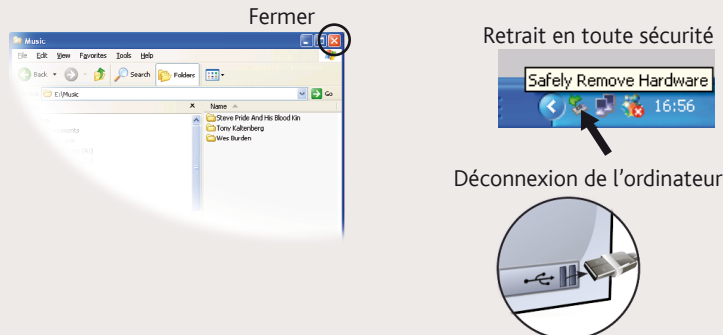 Fermer
Music
File Edit View Favorites Tools Help
Back Search Folders
E:\Music Go
x Name
Steve Pride And His Blood Kin
Tony Kaltenberg
Wes Burden
Retrait en toute sécurité
Safely Remove Hardware
16:56
Déconnexion de l'ordinateur